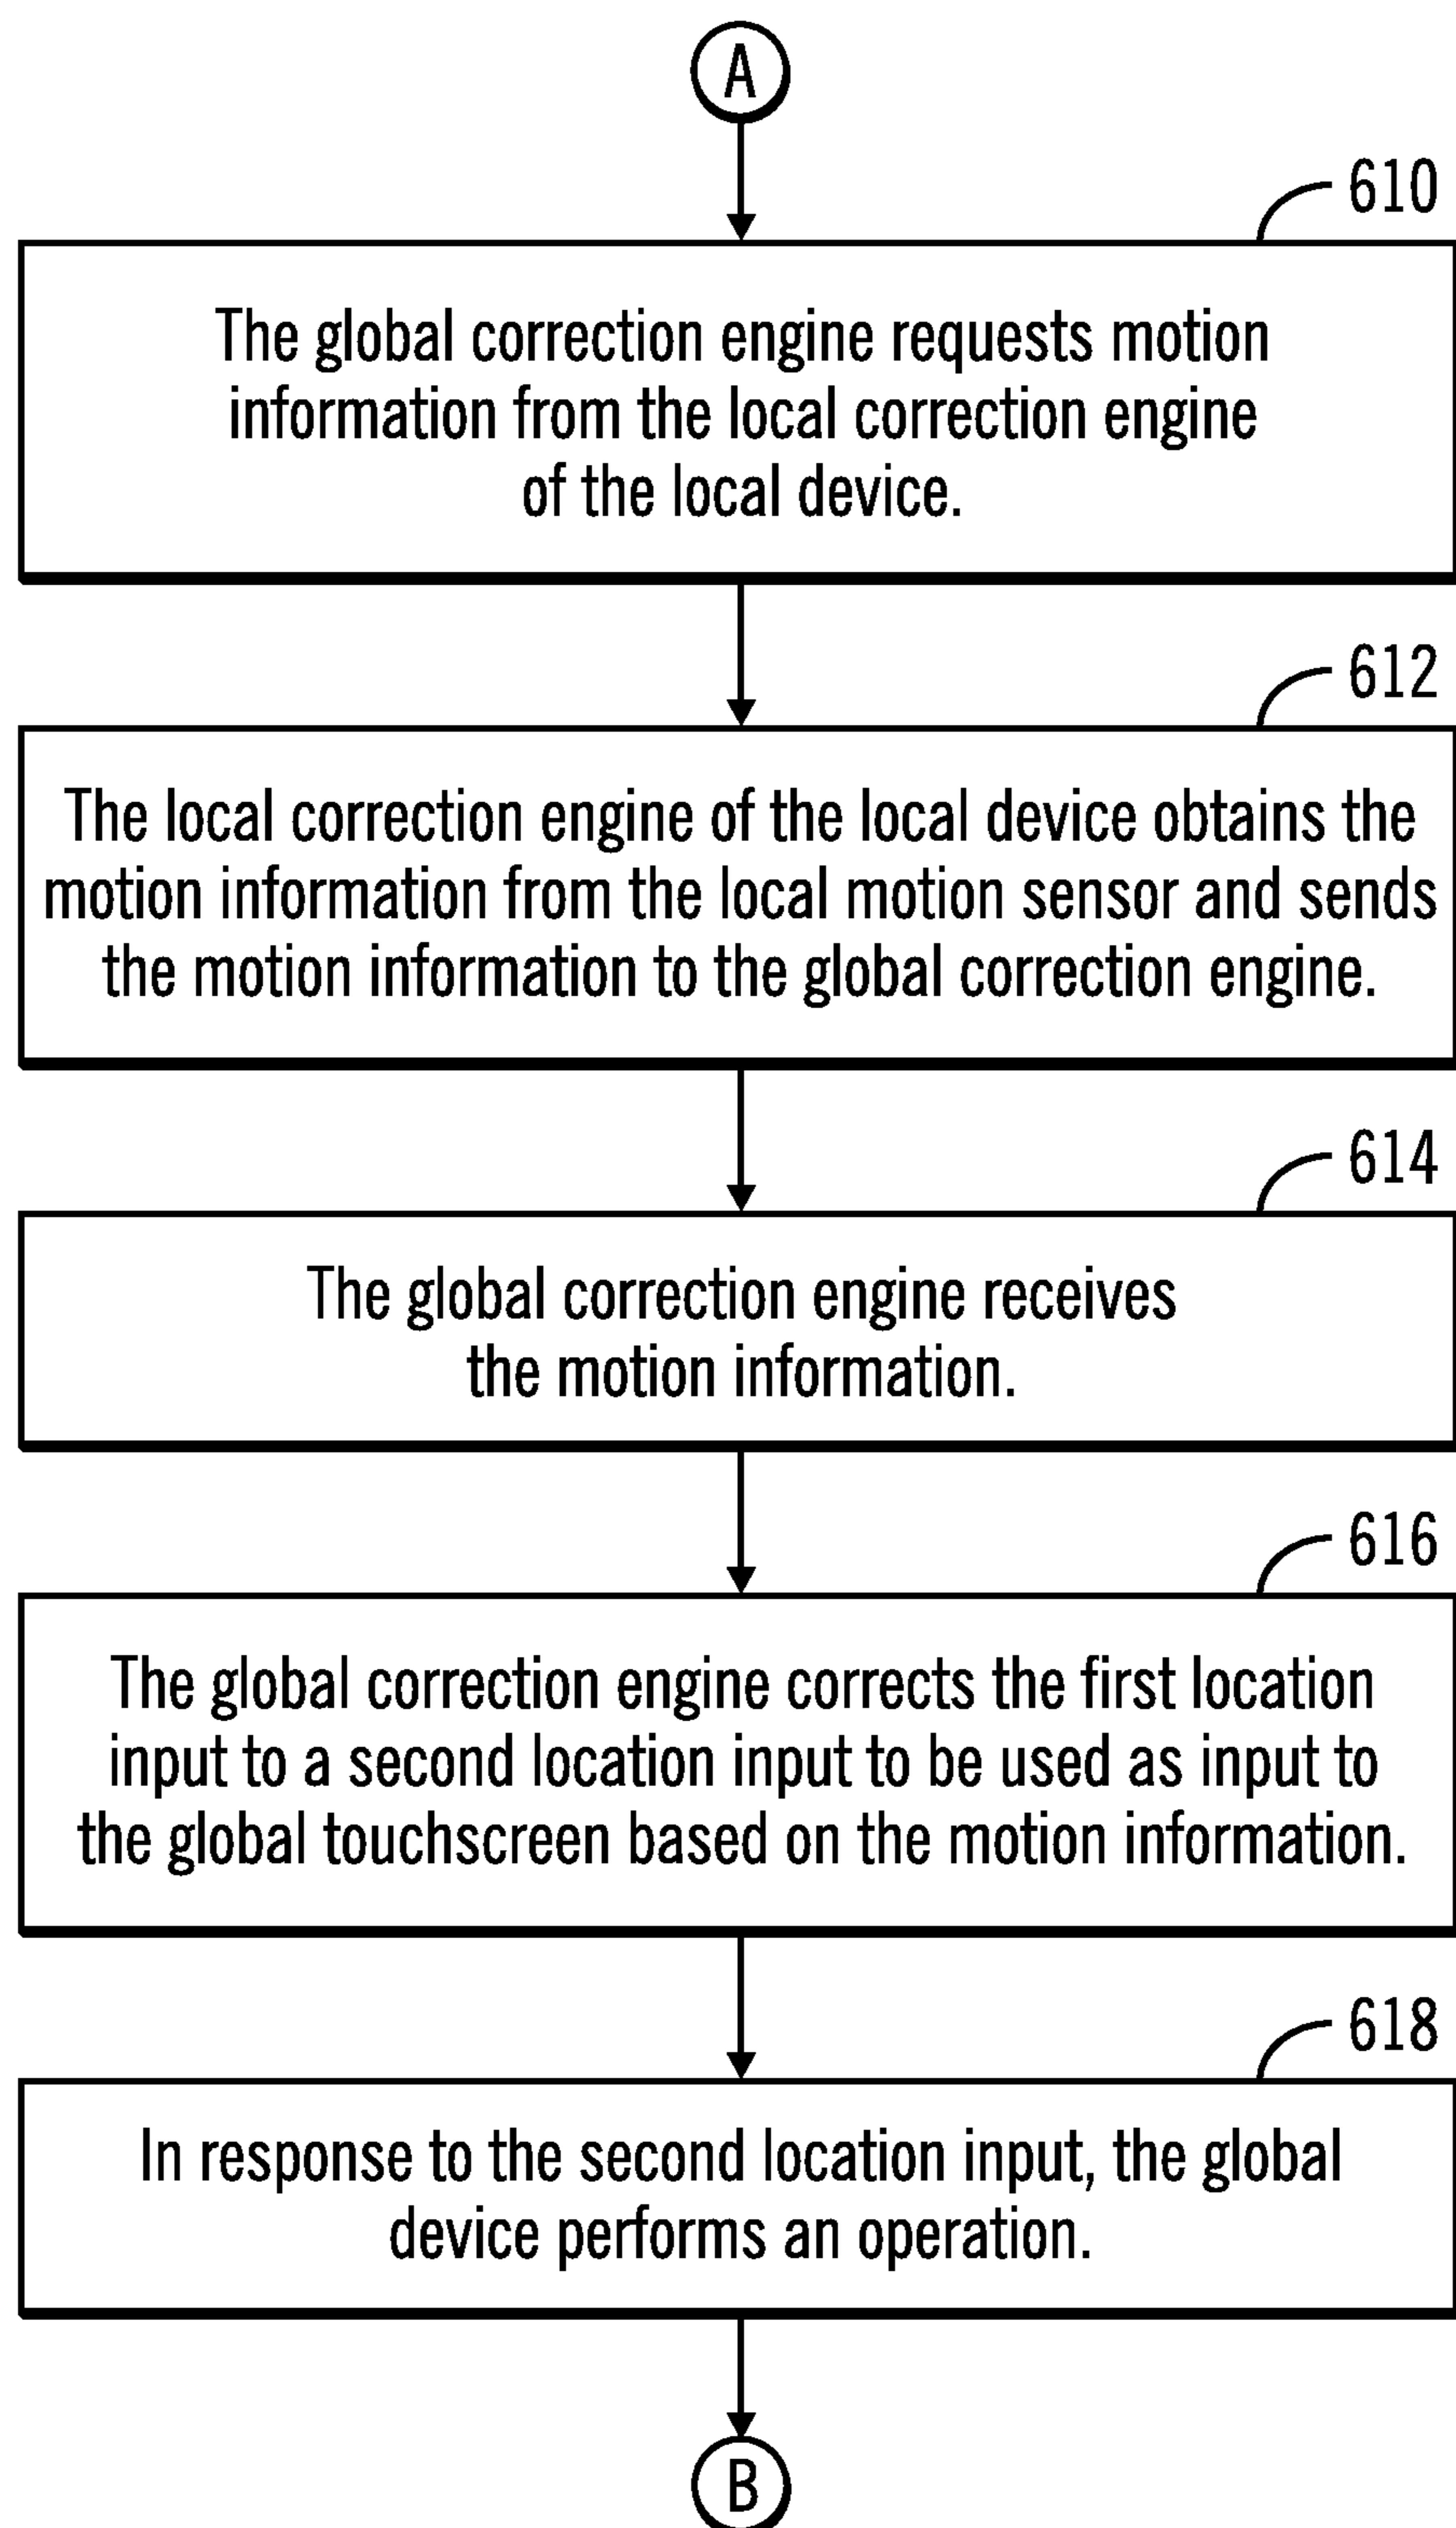 A
610
The global correction engine requests motion
information from the local correction engine
of the local device.
612
The local correction engine of the local device obtains the
motion information from the local motion sensor and sends
the motion information to the global correction engine.
614
The global correction engine receives
the motion information.
616
The global correction engine corrects the first location
input to a second location input to be used as input to
the global touchscreen based on the motion information.
618
In response to the second location input, the global
device performs an operation.
B